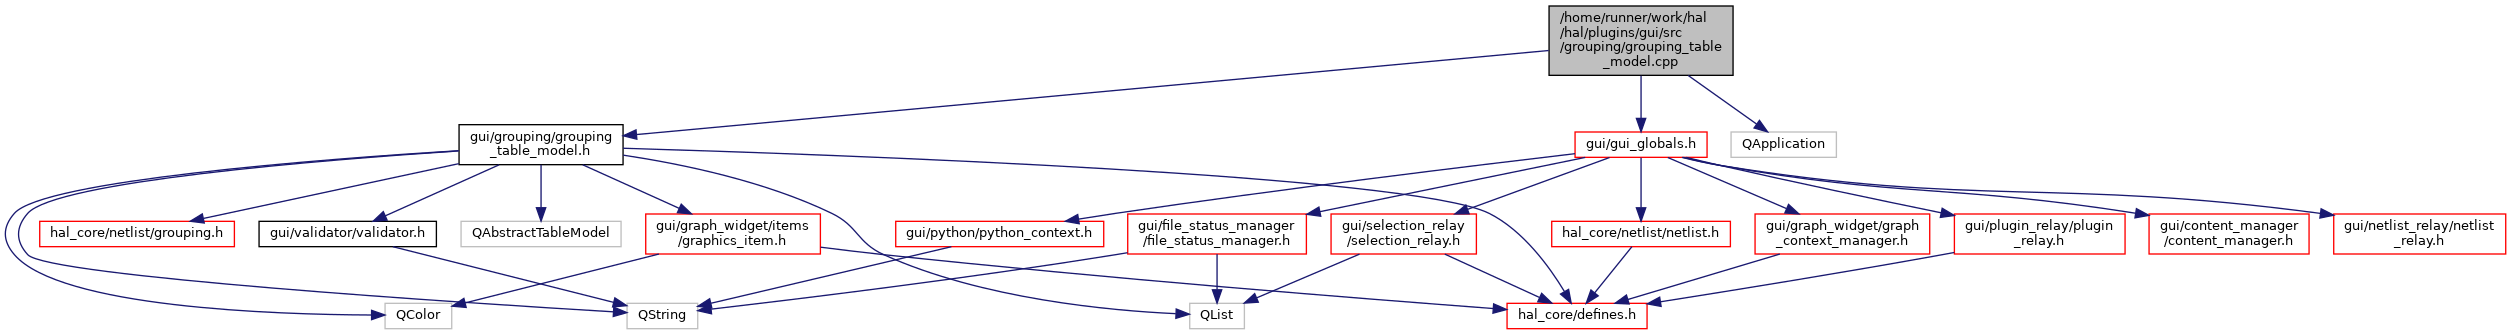 /home/runner/work/hal
/hal/plugins/gui/src
/grouping/grouping_table
_model.cpp
gui/grouping/grouping
_table_model.h
gui/gui_globals.h
QApplication
hal_core/netlist/grouping.h
gui/validator/validator.h
QAbstractTableModel
gui/graph_widget/items
/graphics_item.h
gui/python/python_context.h
gui/file_status_manager
/file_status_manager.h
gui/selection_relay
/selection_relay.h
hal_core/netlist/netlist.h
gui/graph_widget/graph
_context_manager.h
gui/plugin_relay/plugin
_relay.h
gui/content_manager
/content_manager.h
gui/netlist_relay/netlist
_relay.h
QColor
QString
QList
hal_core/defines.h